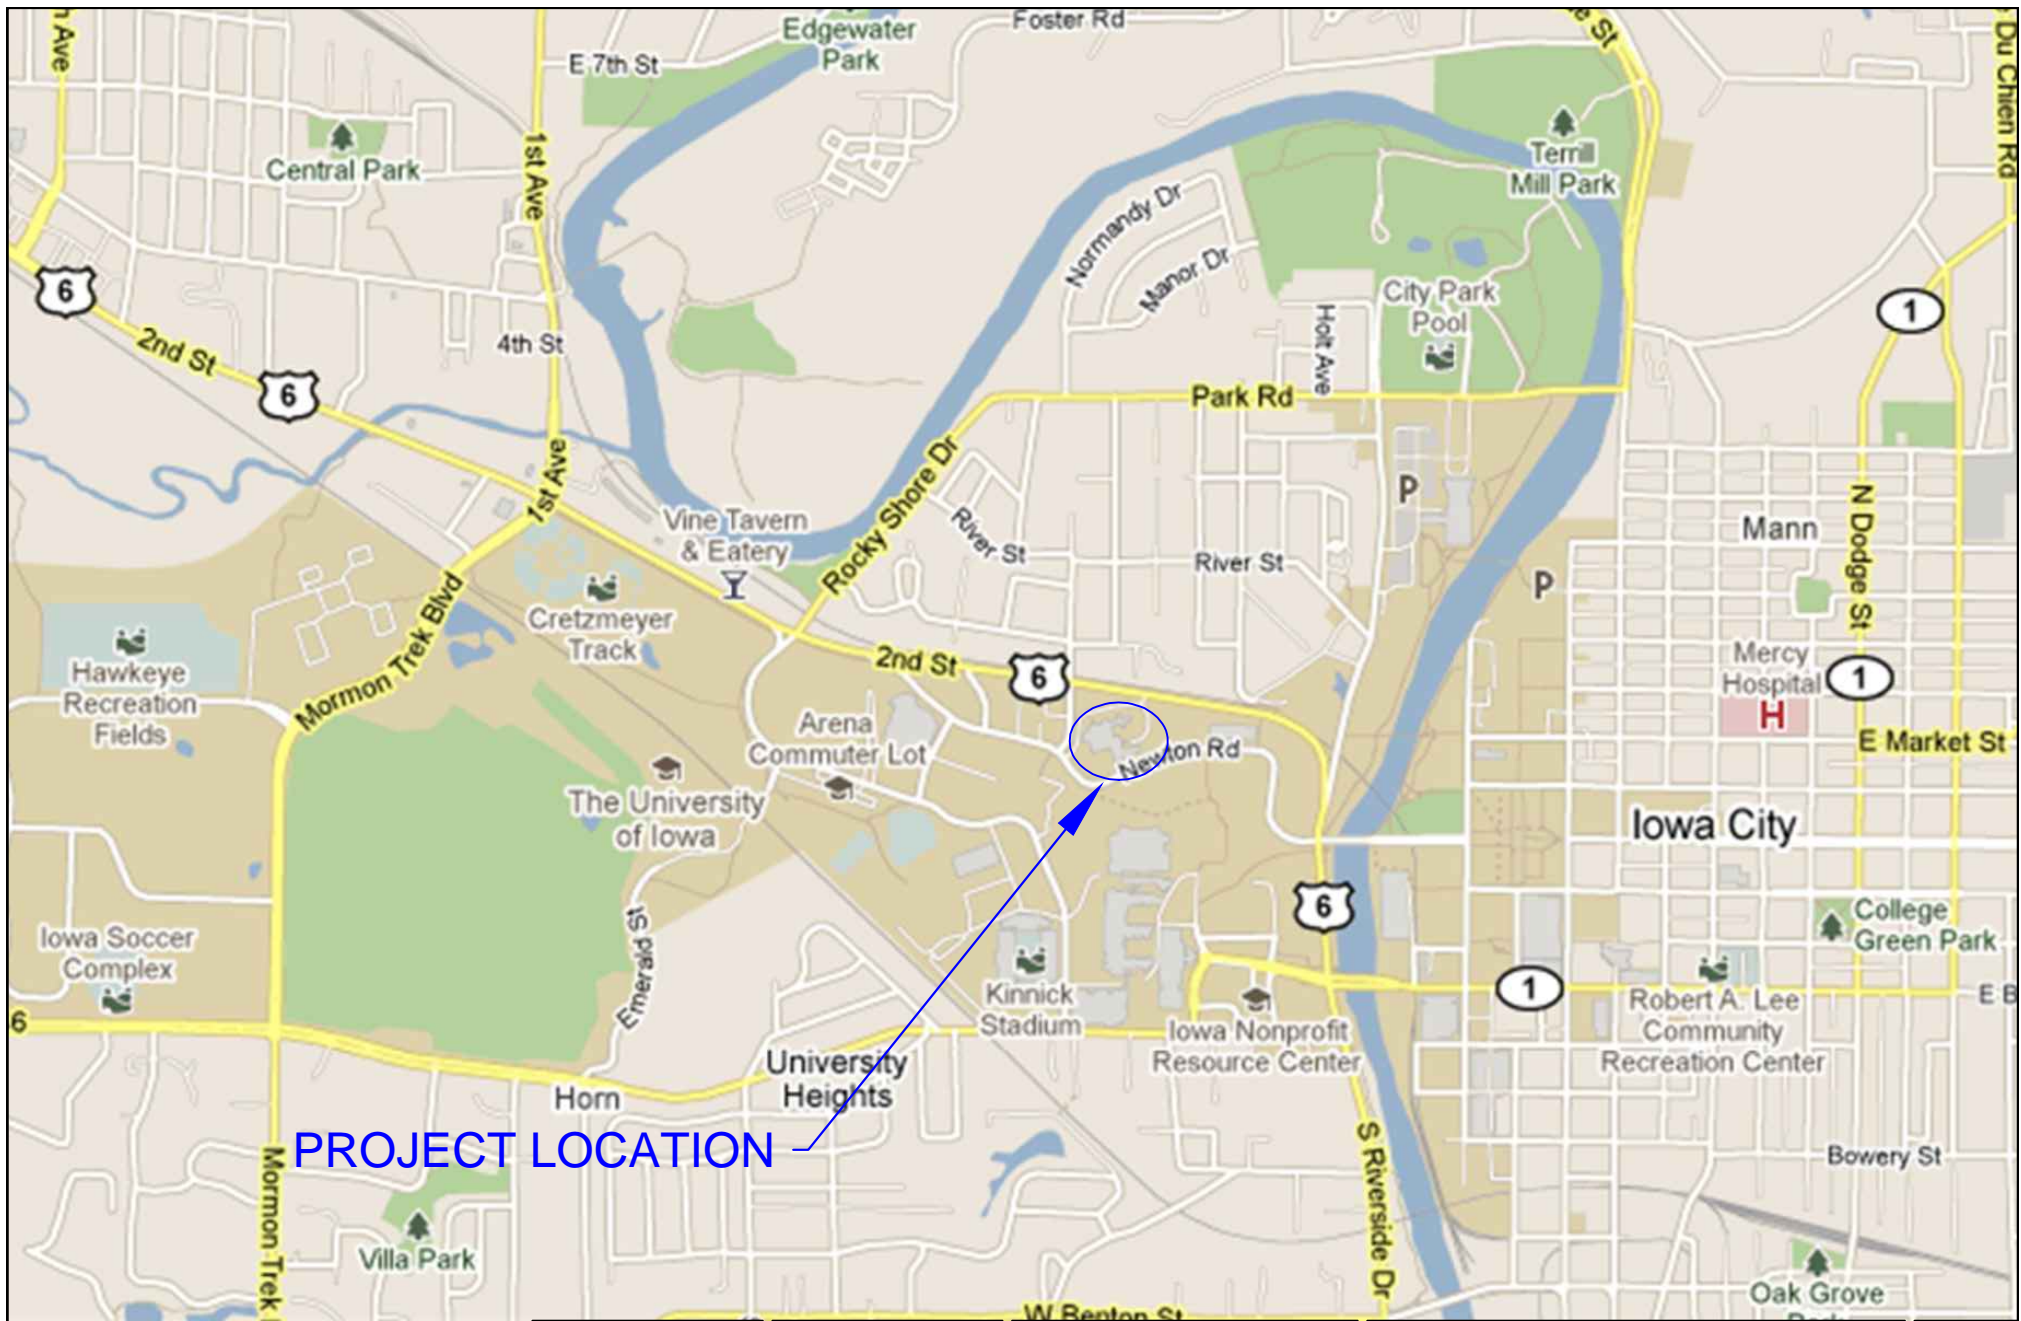 Ave
E 7th St
Edgewater
Park
Foster Rd
St
Du Chien Rd
Central Park
1st Ave
Terrill
Mill Park
Normandy Dr
Manor Dr
6
2nd St
4th St
6
Holt Ave
City Park
Pool
1
Park Rd
1st Ave
Rocky Shore Dr
P
Vine Tavern
& Eatery
River St
River St
P
Mann
N Dodge St
Mormon Trek Blvd
Cretzmeyer
Track
Hawkeye
Recreation
Fields
2nd St
6
Mercy
Hospital
H
1
E Market St
Arena
Commuter Lot
Newton Rd
The University
of Iowa
Iowa City
6
Iowa Soccer
Complex
Emerald St
College
Green Park
Kinnick
Stadium
1
6
Iowa Nonprofit
Resource Center
Robert A. Lee
Community
Recreation Center
E B
University
Heights
Horn
PROJECT LOCATION
S Riverside Dr
Bowery St
Mormon Trek
Villa Park
Oak Grove
W Benton St